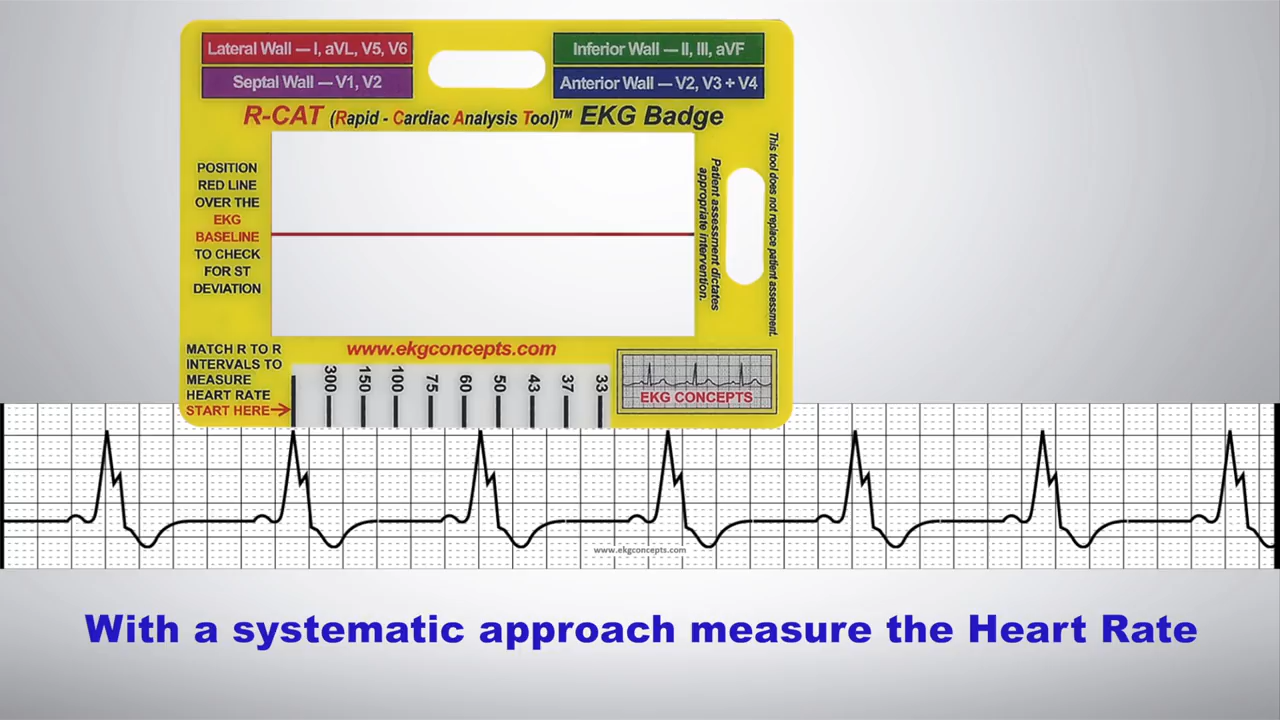 Lateral Wall — I, aVL, V5, V6
Septal Wall — V1, V2
Inferior Wall — II, III, aVF
Anterior Wall — V2, V3 + V4
R-CAT (Rapid - Cardiac Analysis Tool)™ EKG Badge
POSITION
RED LINE
OVER THE
EKG
BASELINE
TO CHECK
FOR ST
DEVIATION
Patient assessment dictates
appropriate intervention.
This tool does not replace patient assessment.
MATCH R TO R
INTERVALS TO
MEASURE
HEART RATE
START HERE
www.ekgconcepts.com
300 150 100 75 60 50 43 37 33
EKG CONCEPTS
www.ekgconcepts.com
With a systematic approach measure the Heart Rate